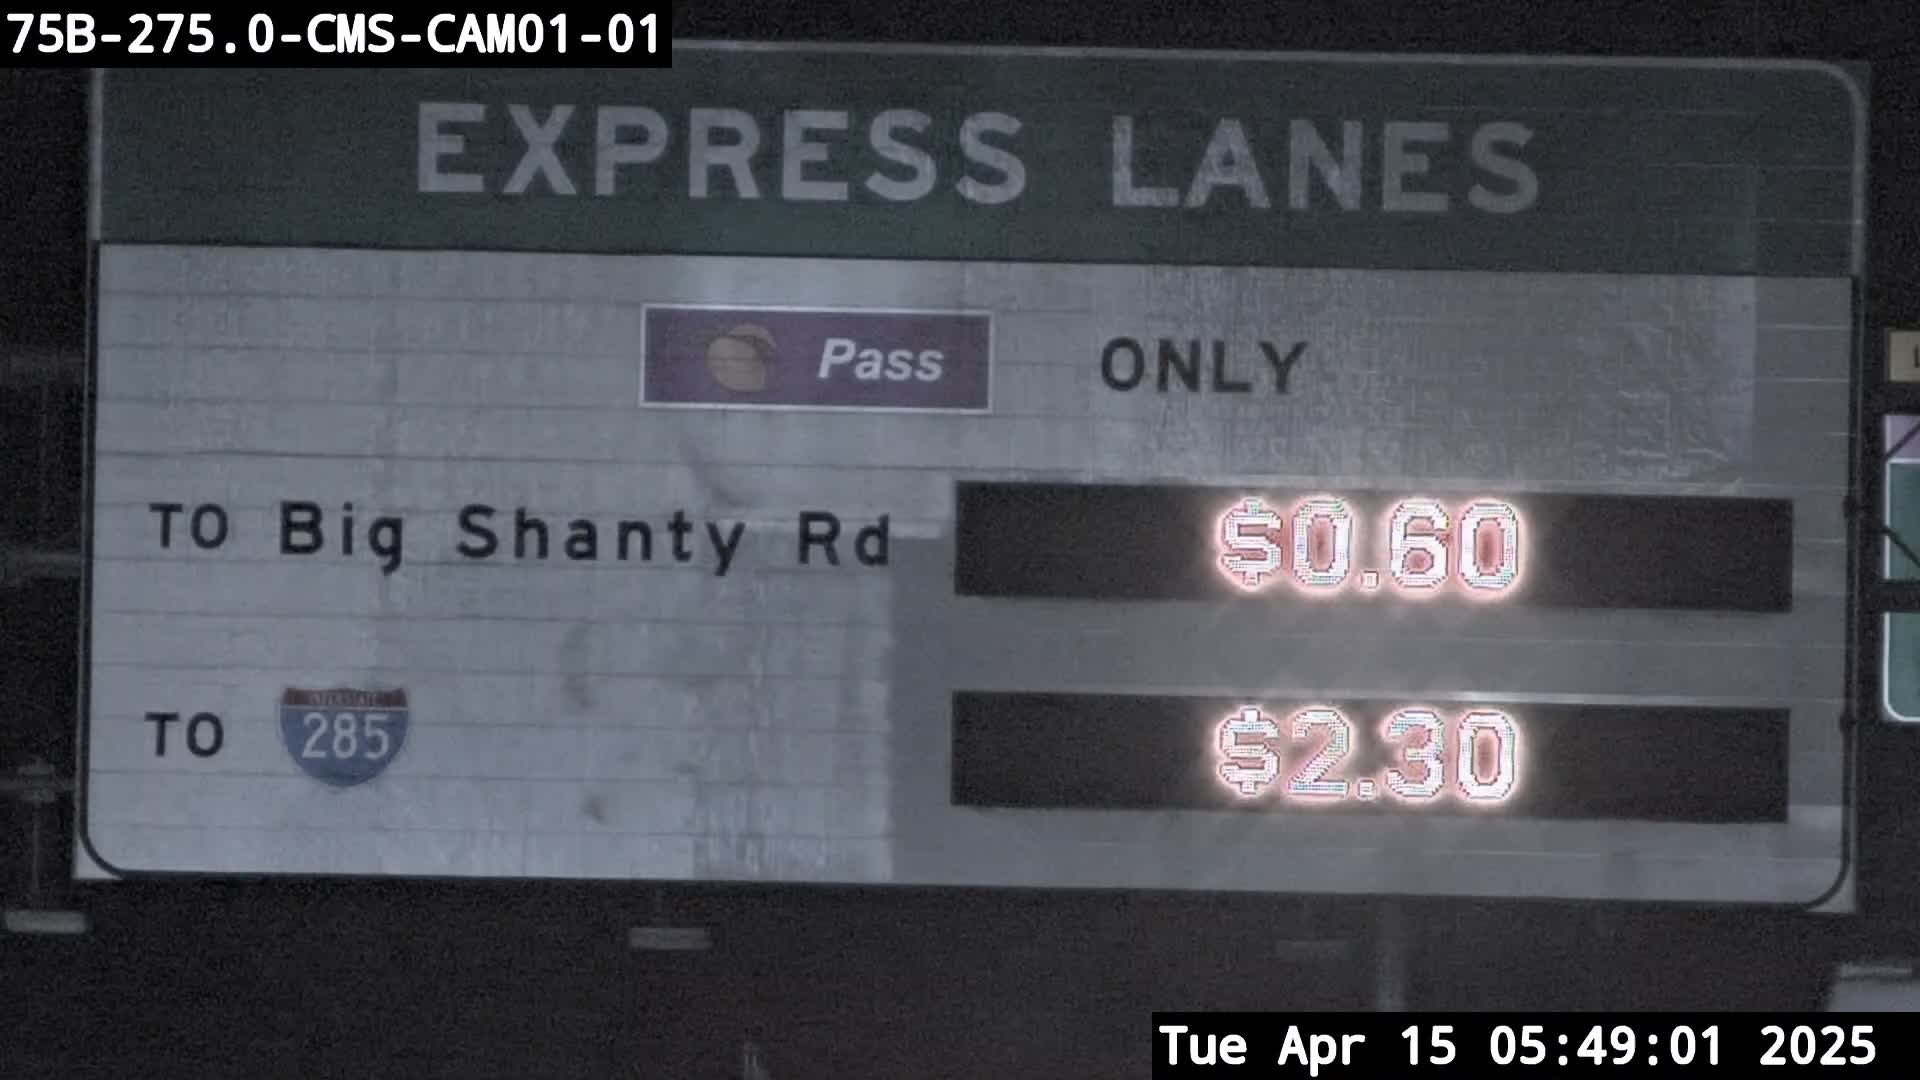 75B-275.0-CMS-CAM01-01
EXPRESS LANES
Pass ONLY
TO Big Shanty Rd $0.60
INTERSTATE
TO 285 $2.30
Tue Apr 15 05:49:01 2025